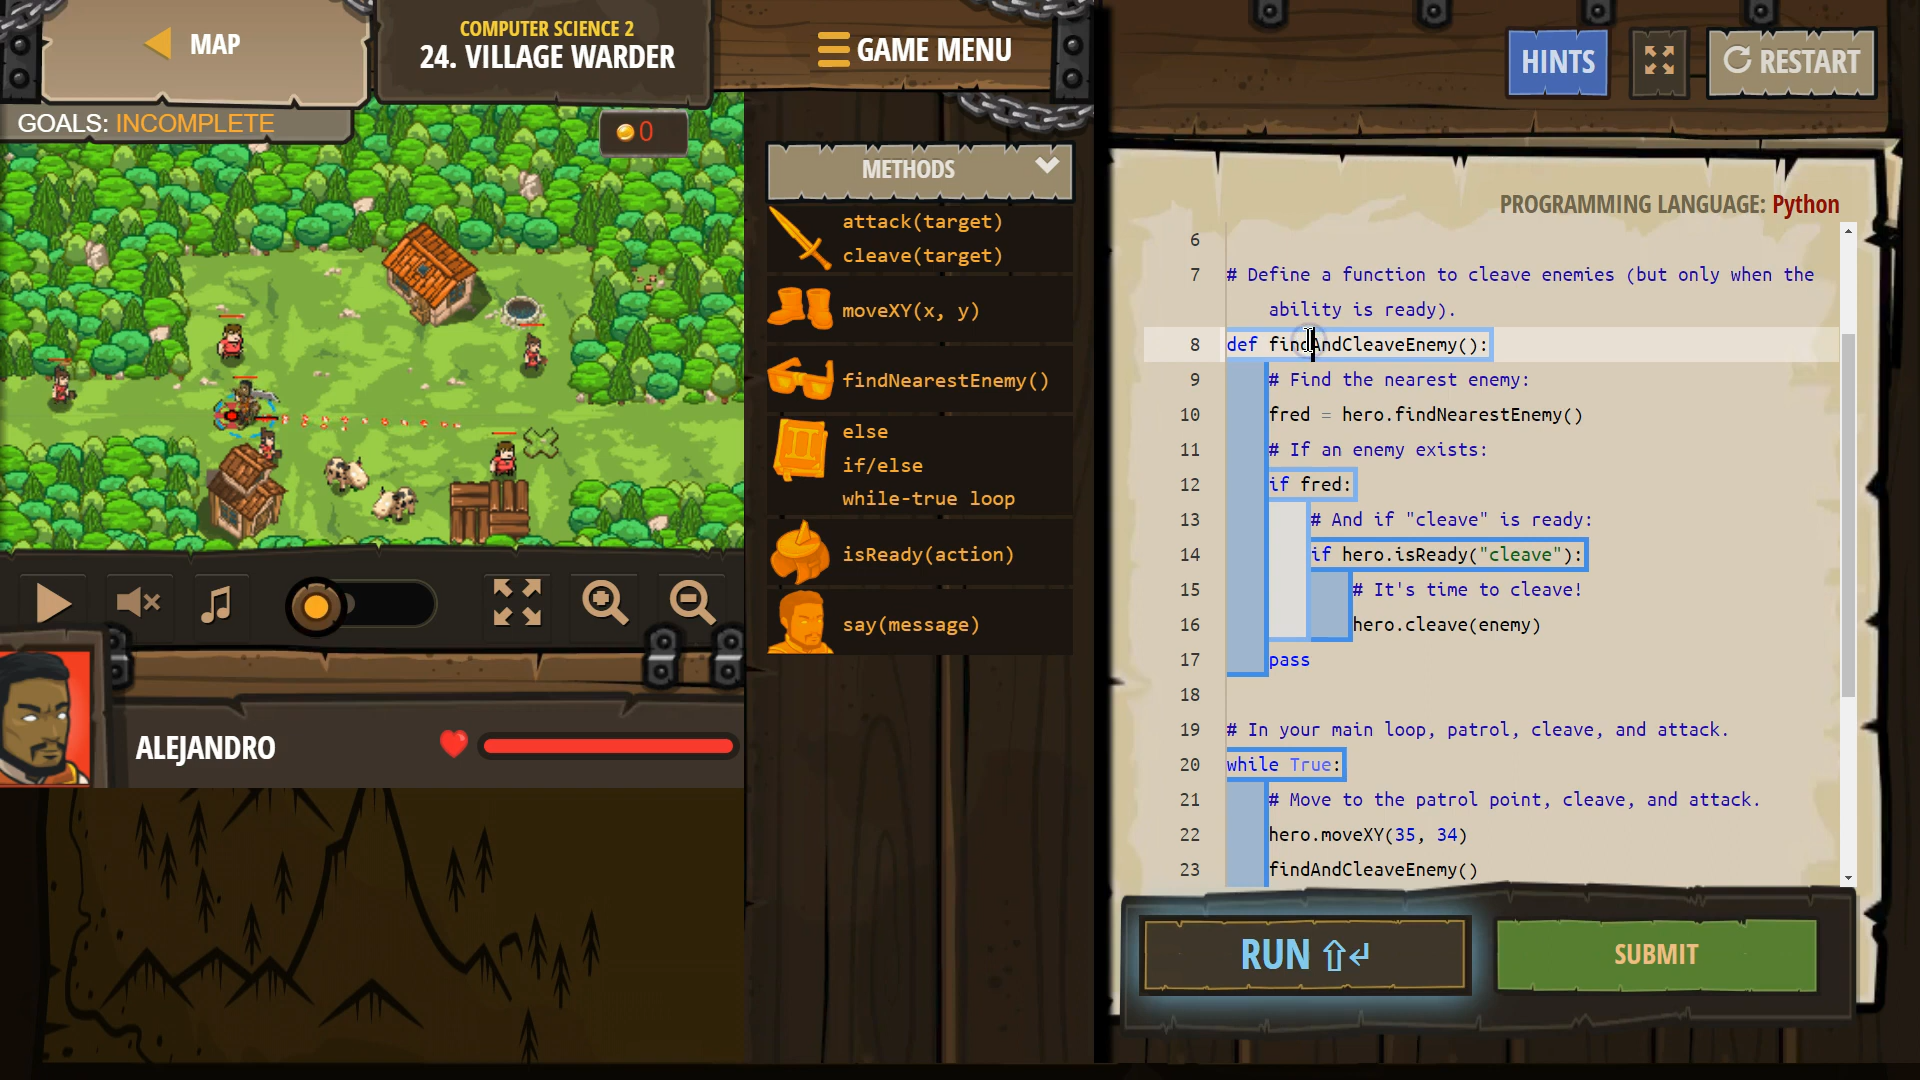 MAP
COMPUTER SCIENCE 2
24. VILLAGE WARDER
GAME MENU
HINTS
RESTART
GOALS: INCOMPLETE
0
METHODS
attack(target)
cleave(target)
moveXY(x, y)
findNearestEnemy()
else
if/else
while-true loop
isReady(action)
say(message)
ALEJANDRO
PROGRAMMING LANGUAGE: Python
6
7 # Define a function to cleave enemies (but only when the
ability is ready).
8 def findAndCleaveEnemy():
9 # Find the nearest enemy:
10 fred = hero.findNearestEnemy()
11 # If an enemy exists:
12 if fred:
13 # And if "cleave" is ready:
14 if hero.isReady("cleave"):
15 # It's time to cleave!
16 hero.cleave(enemy)
17 pass
18
19 # In your main loop, patrol, cleave, and attack.
20 while True:
21 # Move to the patrol point, cleave, and attack.
22 hero.moveXY(35, 34)
23 findAndCleaveEnemy()
RUN ⇧↵
SUBMIT